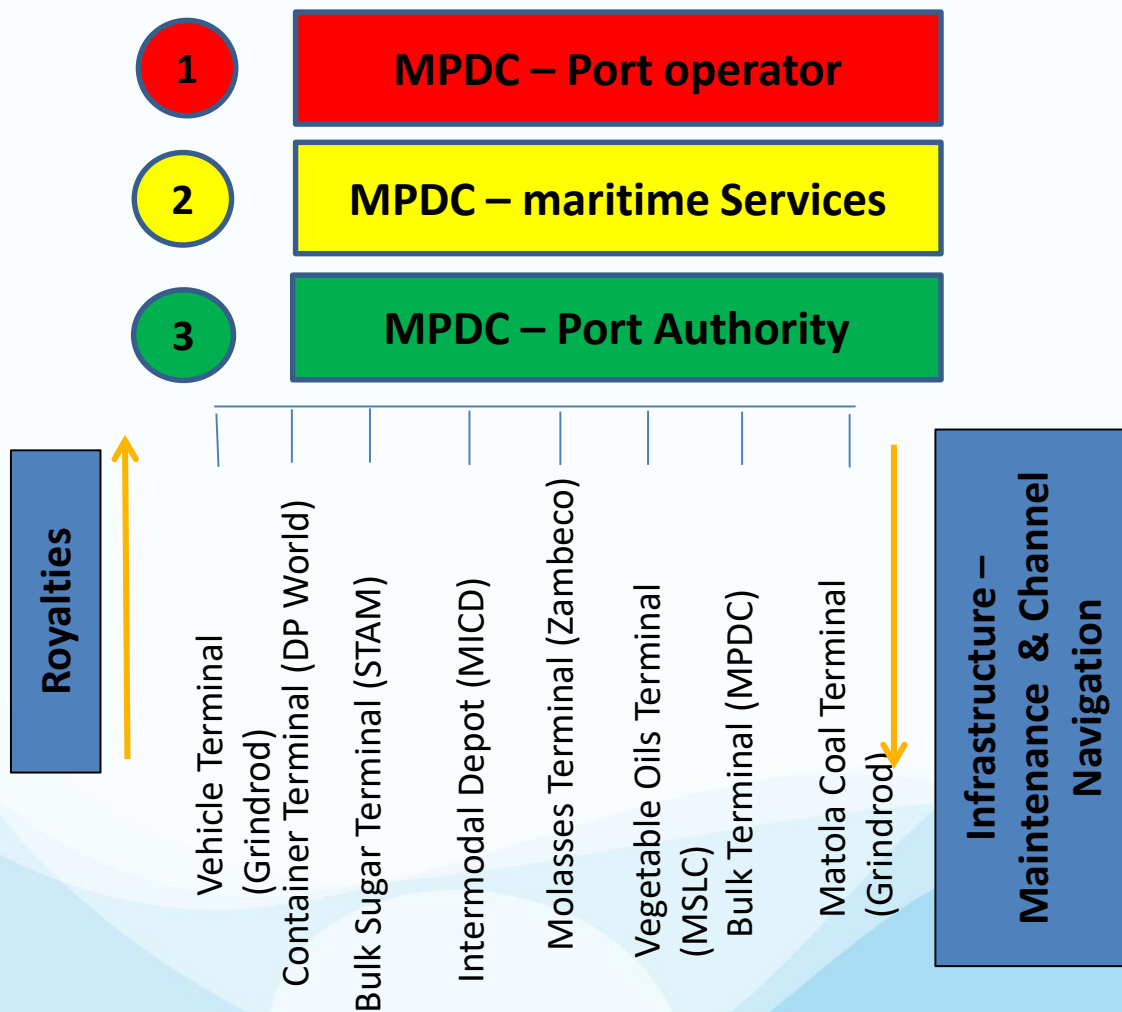 1
MPDC – Port operator
2
MPDC – maritime Services
3
MPDC – Port Authority
Royalties
Vehicle Terminal
(Grindrod)
Container Terminal (DP World)
Bulk Sugar Terminal (STAM)
Intermodal Depot (MICD)
Molasses Terminal (Zambeco)
Vegetable Oils Terminal
(MSLC)
Bulk Terminal (MPDC)
Matola Coal Terminal
(Grindrod)
Infrastructure –
Maintenance & Channel
Navigation